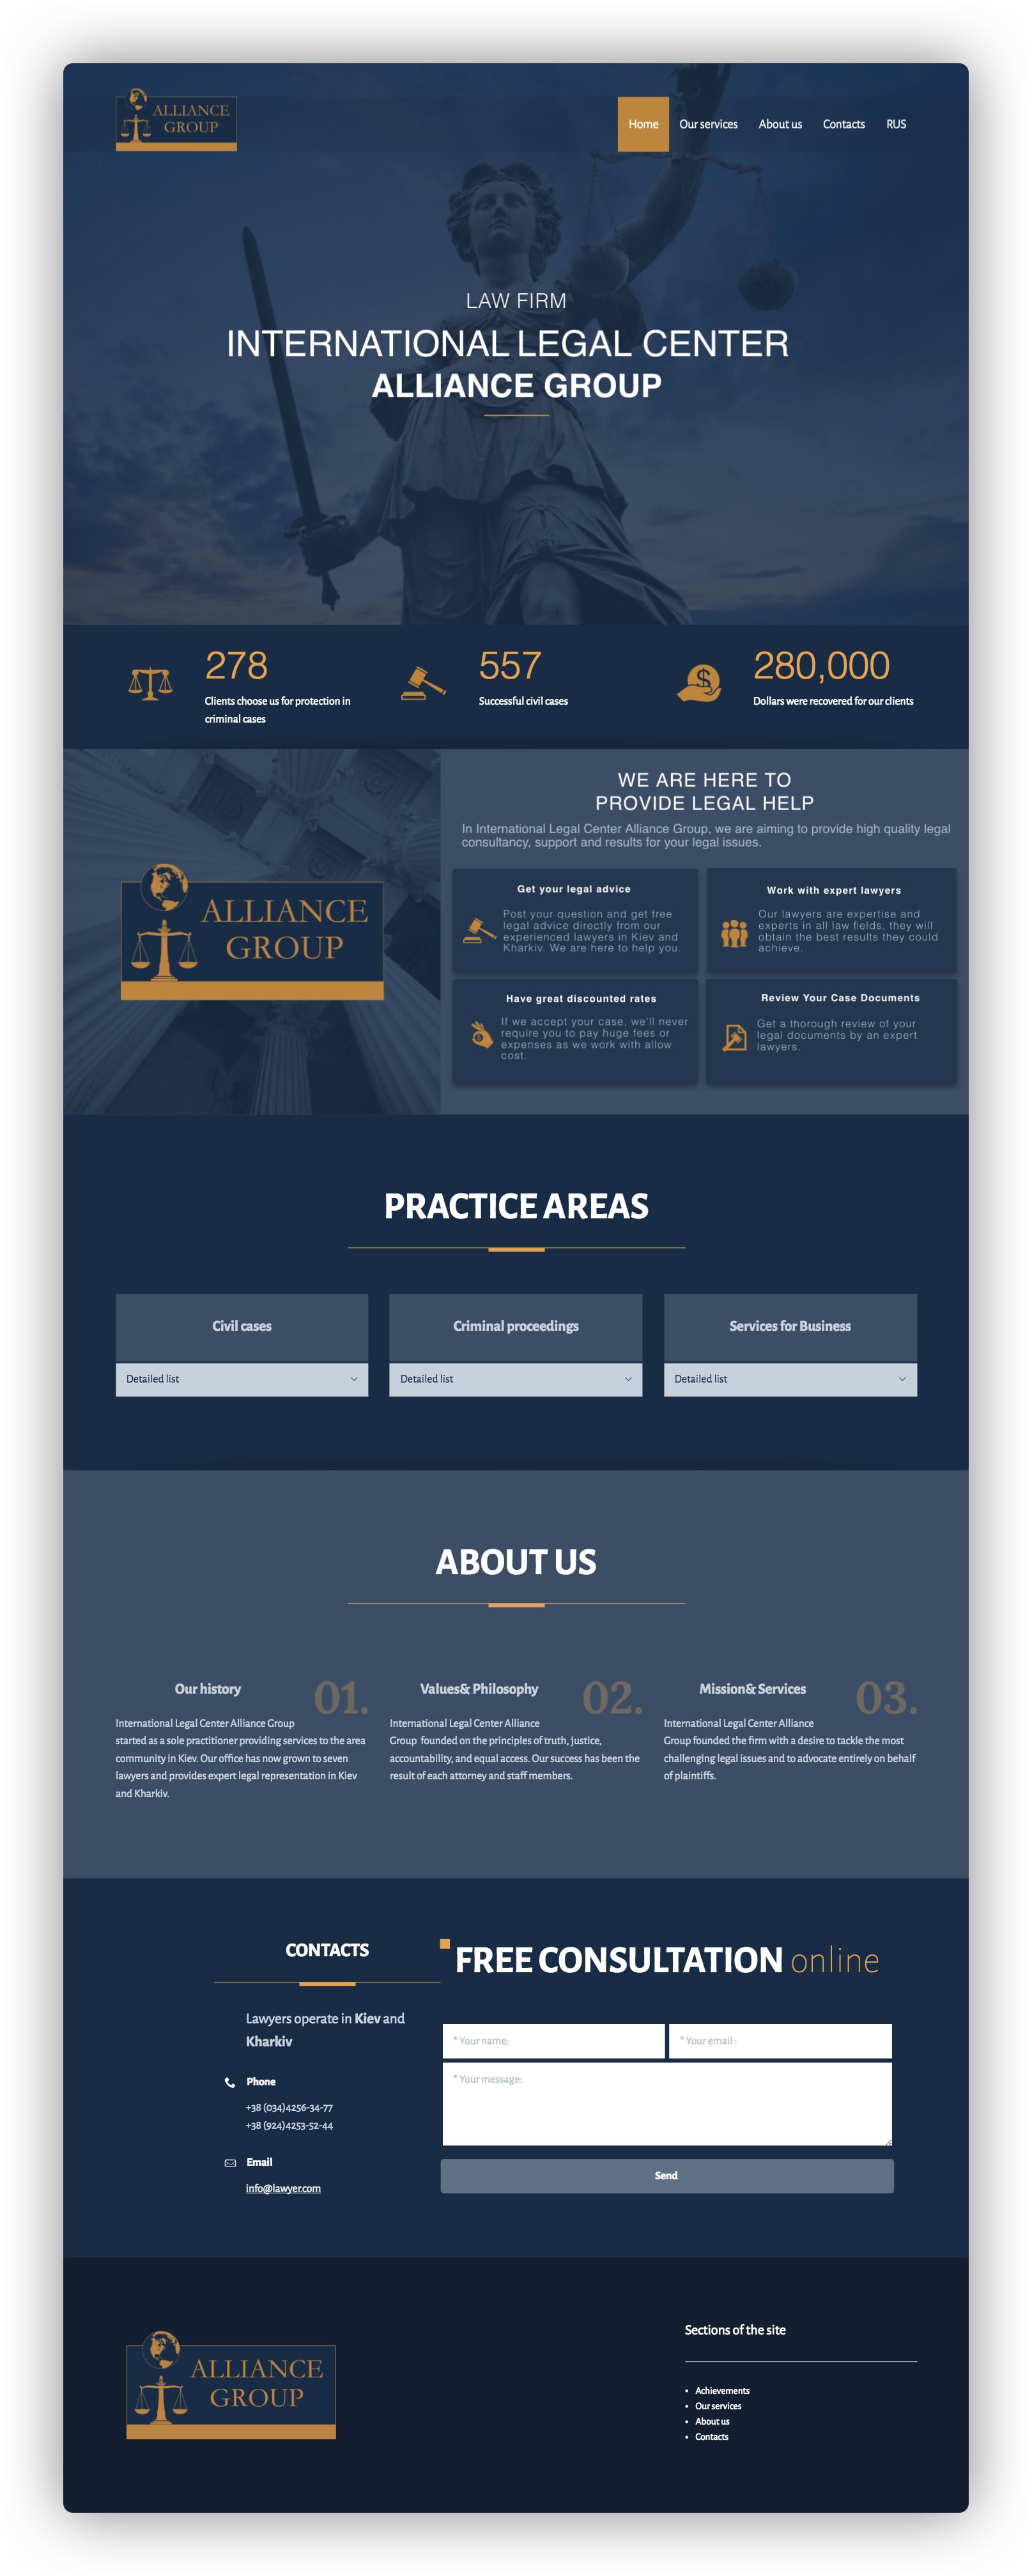 ALLIANCE
GROUP
Home
Our services
About us
Contacts
RUS
LAW FIRM
INTERNATIONAL LEGAL CENTER
ALLIANCE GROUP
278
Clients choose us for protection in
criminal cases
557
Successful civil cases
280,000
Dollars were recovered for our clients
ALLIANCE
GROUP
WE ARE HERE TO
PROVIDE LEGAL HELP
In International Legal Center Alliance Group, we are aiming to provide high quality legal
consultancy, support and results for your legal issues.
Get your legal advice
Post your question and get free
legal advice directly from our
experienced lawyers in Kiev and
Kharkiv. We are here to help you.
Work with expert lawyers
Our lawyers are expertise and
experts in all law fields, they will
obtain the best results they could
achieve.
Have great discounted rates
If we accept your case, we'll never
require you to pay huge fees or
expenses as we work with allow
cost.
Review Your Case Documents
Get a thorough review of your
legal documents by an expert
lawyers.
PRACTICE AREAS
Civil cases
Detailed list
Criminal proceedings
Detailed list
Services for Business
Detailed list
ABOUT US
Our history
01.
International Legal Center Alliance Group
started as a sole practitioner providing services to the area
community in Kiev. Our office has now grown to seven
lawyers and provides expert legal representation in Kiev
and Kharkiv.
Values& Philosophy
02.
International Legal Center Alliance
Group founded on the principles of truth, justice,
accountability, and equal access. Our success has been the
result of each attorney and staff members.
Mission& Services
03.
International Legal Center Alliance
Group founded the firm with a desire to tackle the most
challenging legal issues and to advocate entirely on behalf
of plaintiffs.
CONTACTS
Lawyers operate in Kiev and
Kharkiv
Phone
+38 (034)4256-34-77
+38 (924)4253-52-44
Email
info@lawyer.com
FREE CONSULTATION online
* Your name:
* Your email :
* Your message:
Send
ALLIANCE
GROUP
Sections of the site
• Achievements
• Our services
• About us
• Contacts